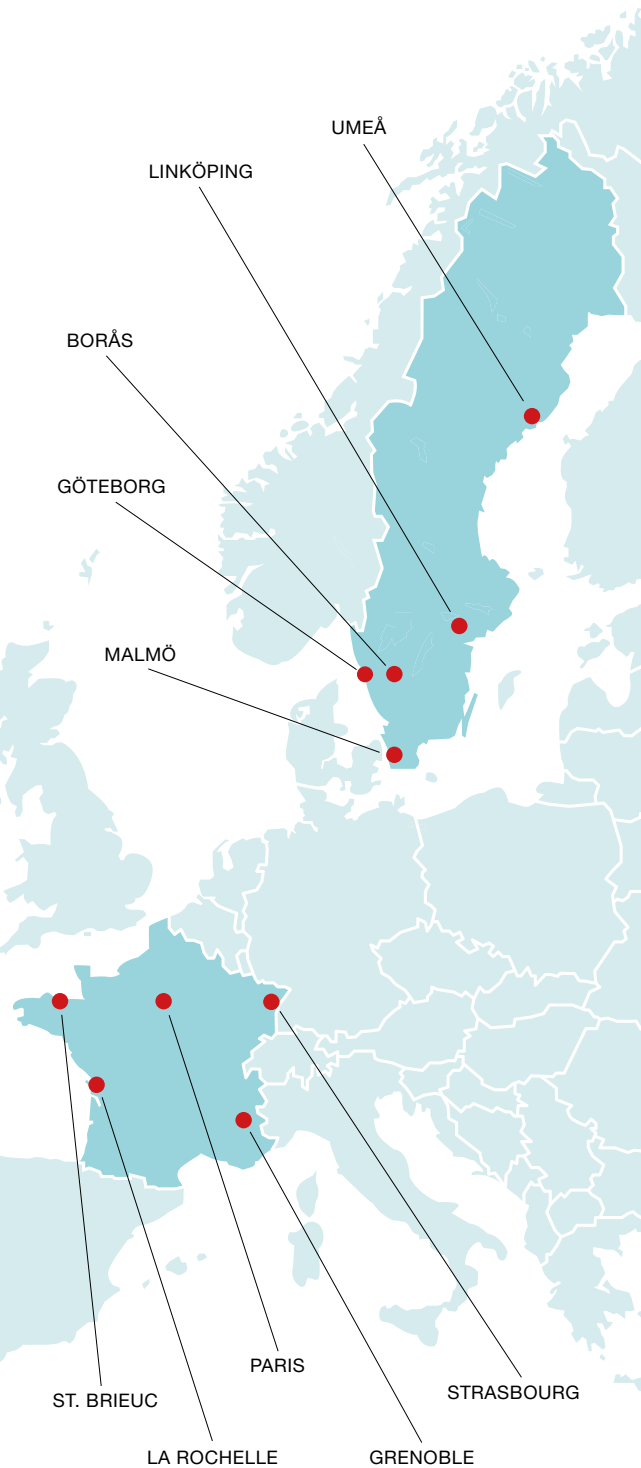 UMEÅ
LINKÖPING
BORÅS
GÖTEBORG
MALMÖ
PARIS
STRASBOURG
ST. BRIEUC
LA ROCHELLE
GRENOBLE